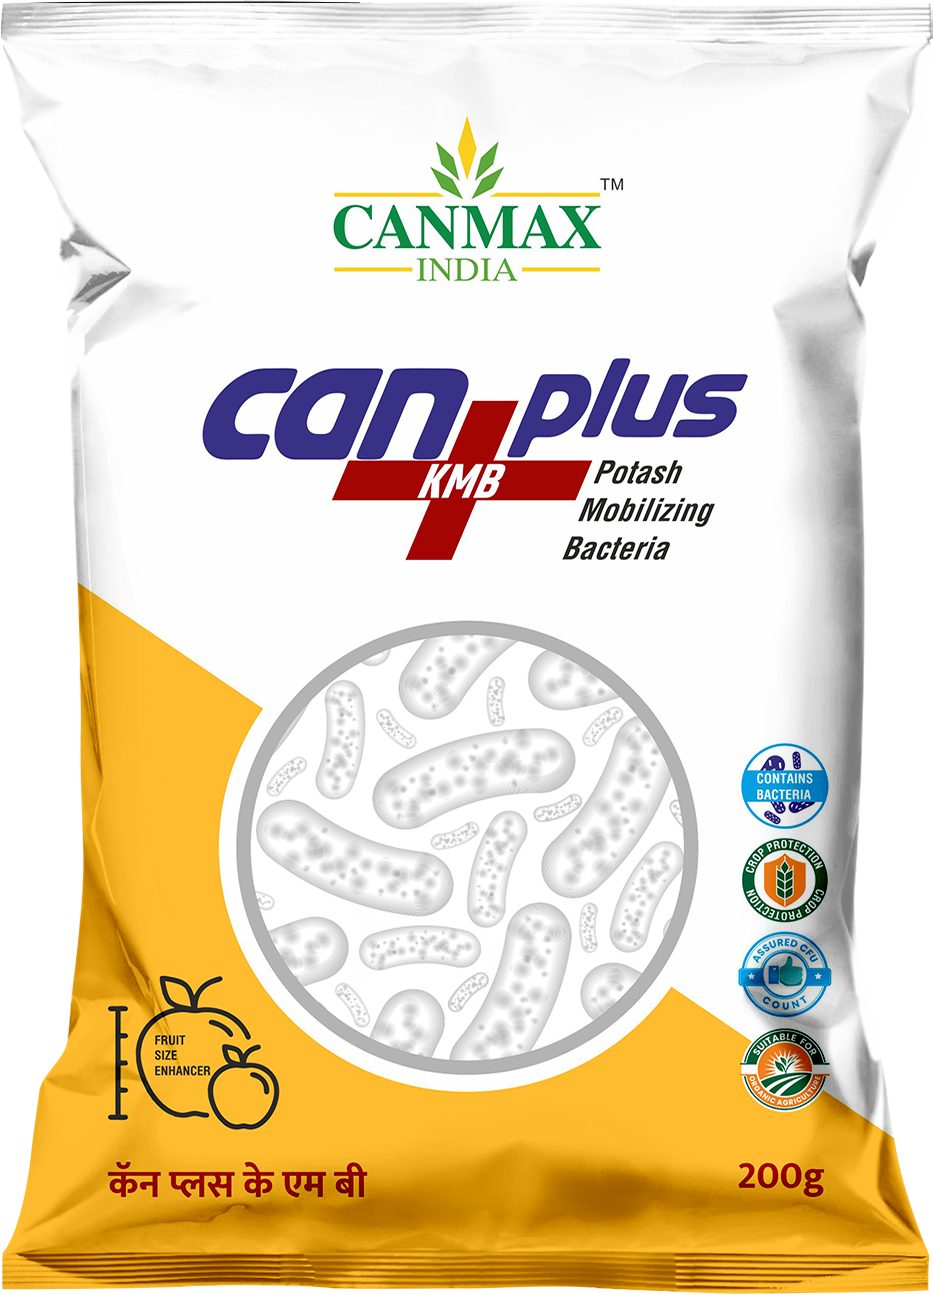 CANMAX
TM
INDIA
can plus
KMB
Potash
Mobilizing
Bacteria
CONTAINS
BACTERIA
CROP PROTECTION
CROP PROTECTION
ASSURED CFU
COUNT
SUITABLE FOR
ORGANIC AGRICULTURE
FRUIT
SIZE
ENHANCER
कॅन प्लस के एम बी
200g